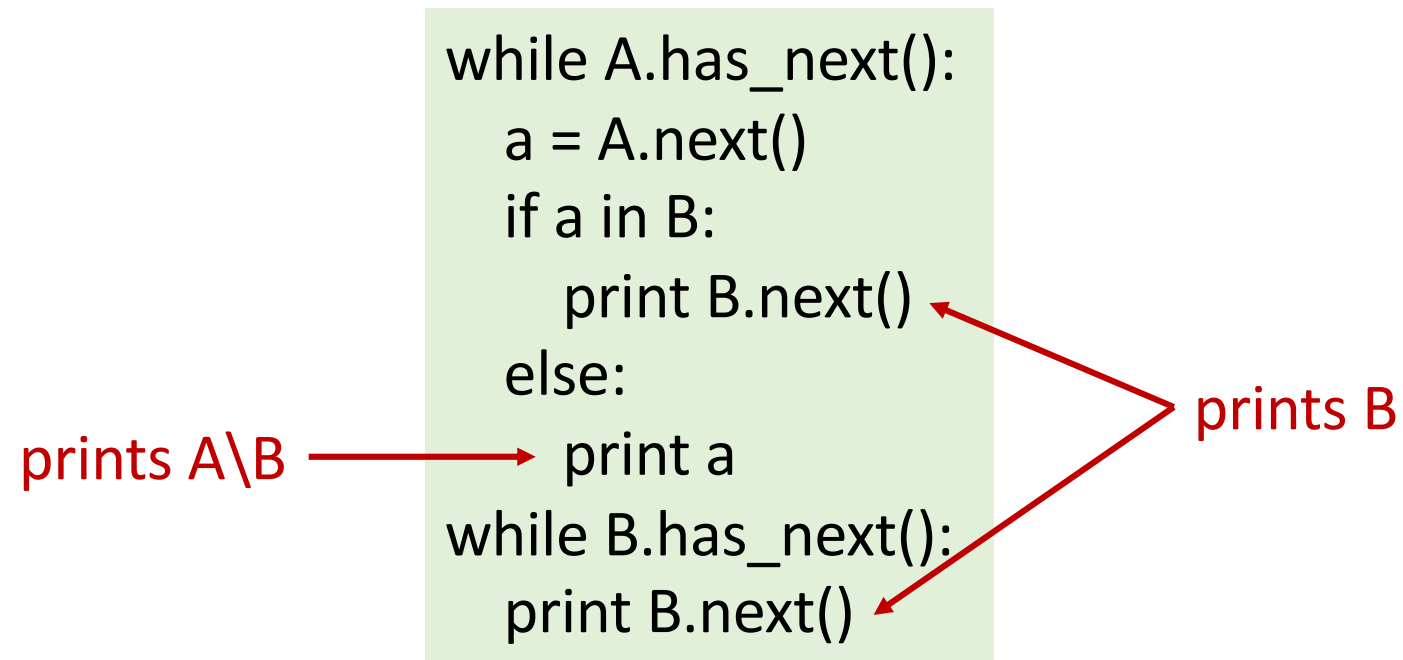 while A.has_next():
a = A.next()
if a in B:
print B.next()
else:
prints B
prints A\B
print a
while B.has_next():
print B.next()